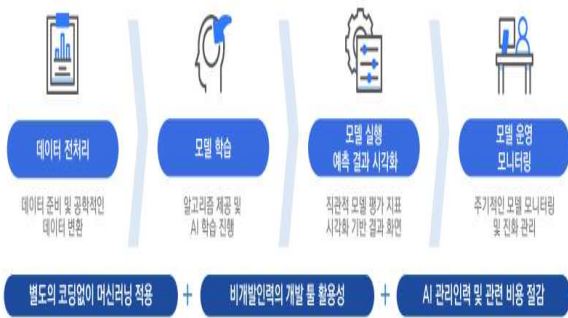 데이터 전처리
모델 학습
모델 실행
예측 결과 시각화
모델 운영
모니터링
데이터 준비 및 공학적인
데이터 변환
알고리즘 제공 및
AI 학습 진행
직관적 모델 평가 지표
시각화 기반 결과 화면
주기적인 모델 모니터링
및 진화 관리
별도의 코딩없이 머신러닝 적용
+
비개발인력의 개발 툴 활용성
+
AI 관리인력 및 관련 비용 절감